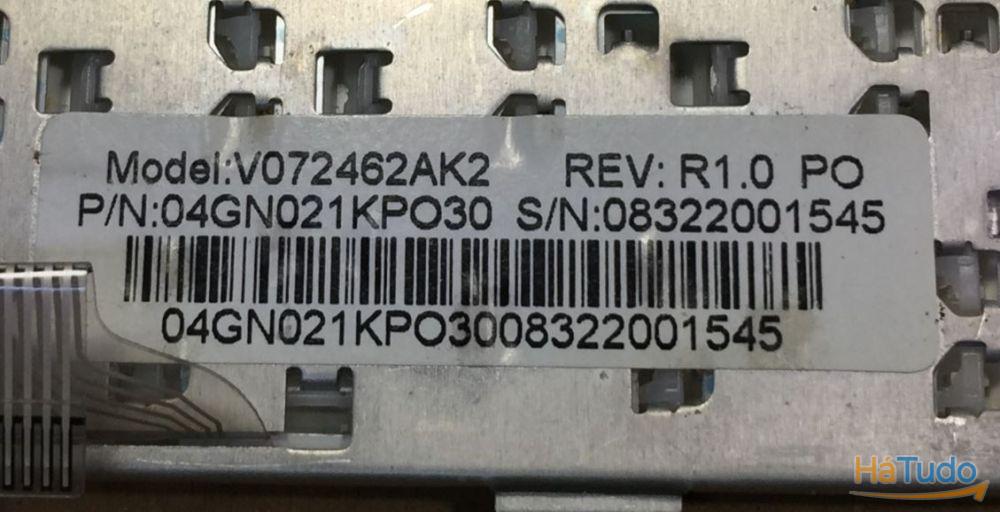 Model:V072462AK2 REV: R1.0 PO
P/N:04GN021KPO30 S/N:08322001545
04GN021KPO3008322001545
HáTudo